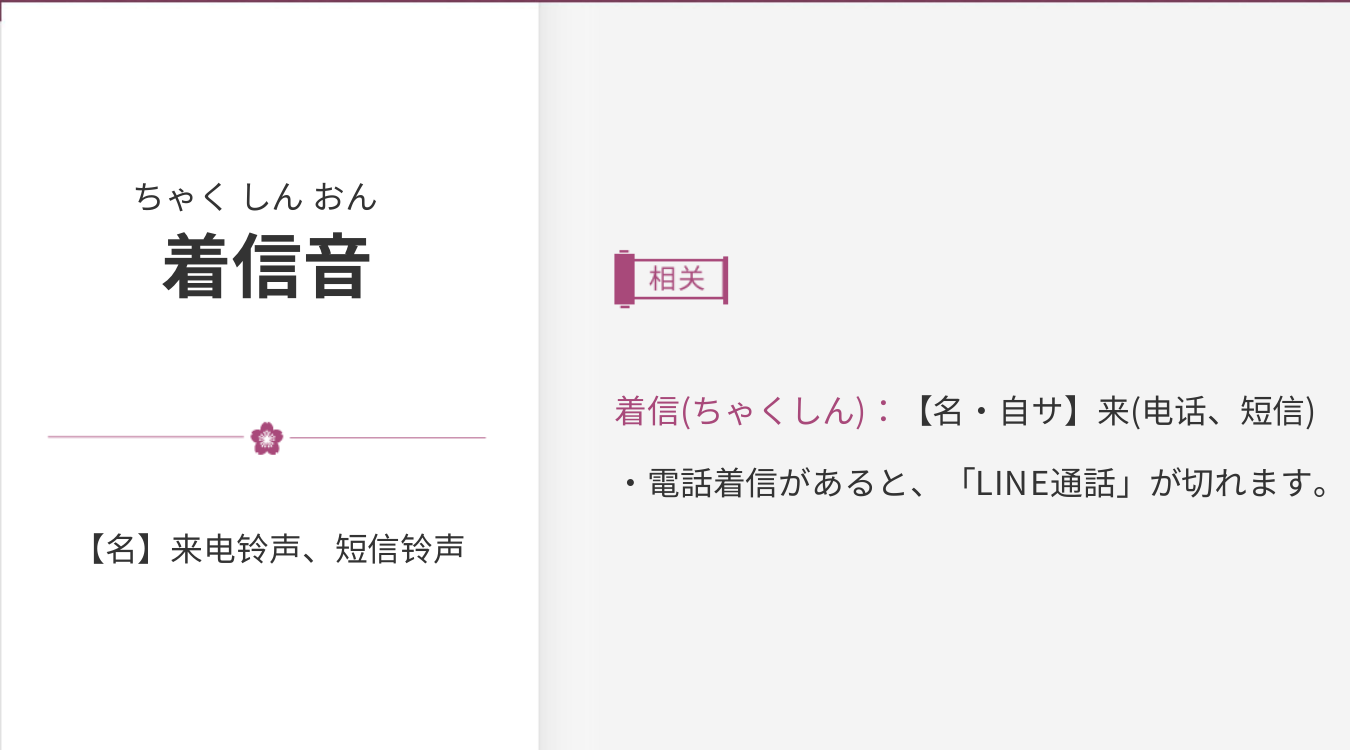 ちゃく しん おん
着信音
【名】来电铃声、短信铃声
相关
着信(ちゃくしん)：【名・自サ】来(电话、短信)
・電話着信があると、「LINE通話」が切れます。